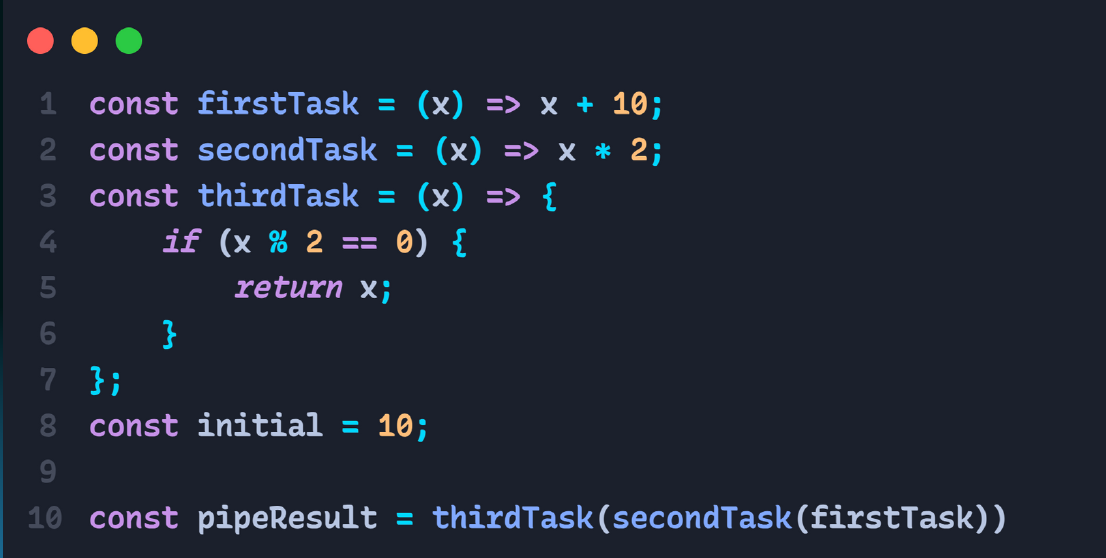 1 const firstTask = (x) => x + 10;
2 const secondTask = (x) => x * 2;
3 const thirdTask = (x) => {
4     if (x % 2 == 0) {
5         return x;
6     }
7 };
8 const initial = 10;
9
10 const pipeResult = thirdTask(secondTask(firstTask))